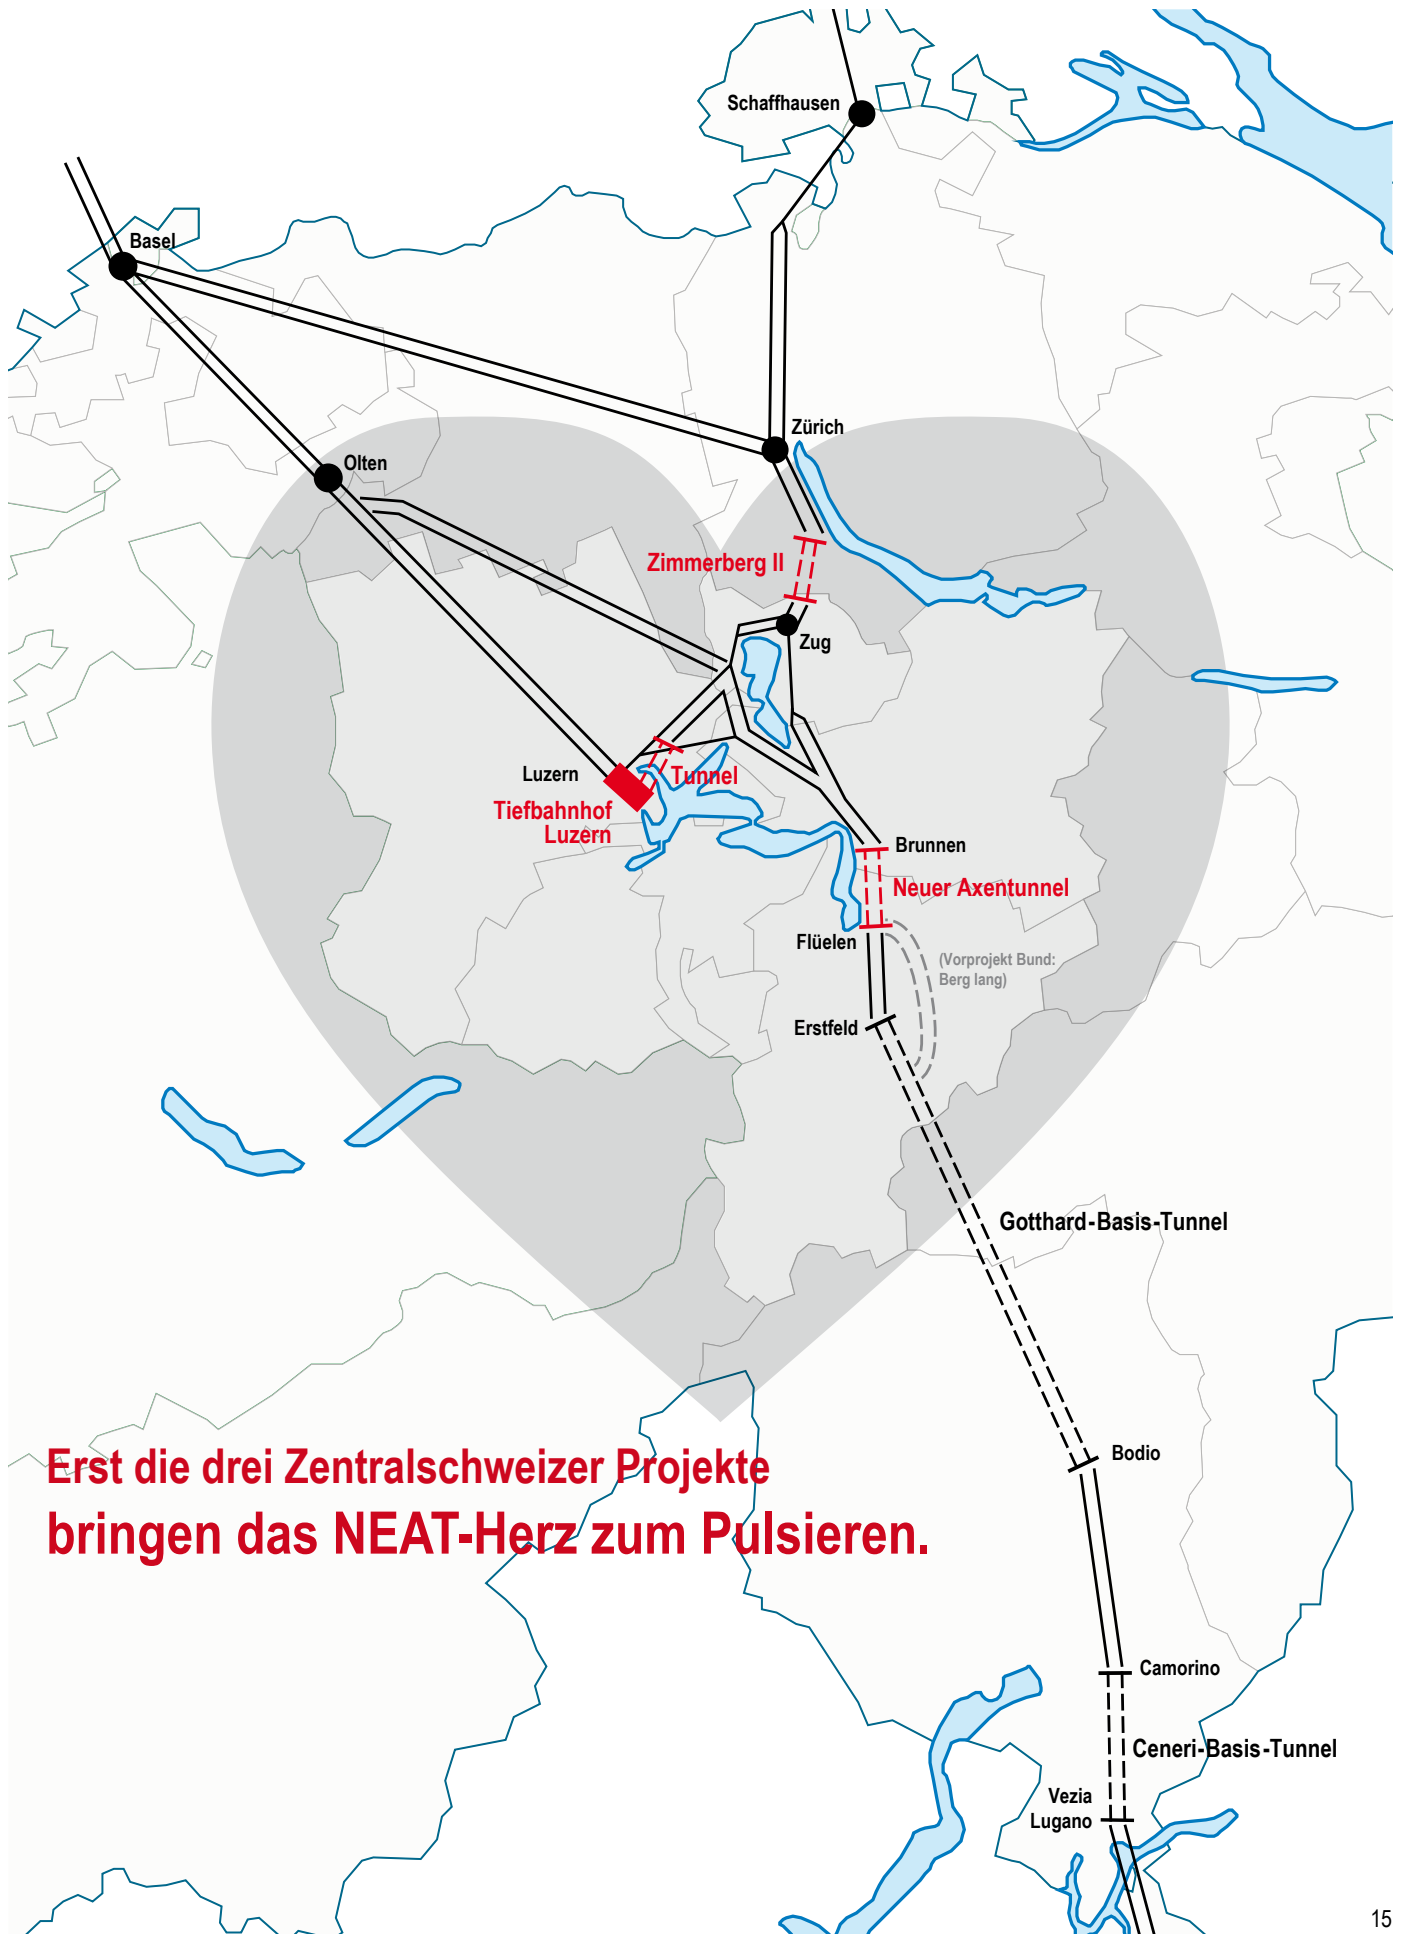 Schaffhausen
Basel
Zürich
Olten
Zimmerberg II
Zug
Luzern
Tunnel
Tiefbahnhof
Luzern
Brunnen
Neuer Axentunnel
Flüelen
(Vorprojekt Bund:
Berg lang)
Erstfeld
Gotthard-Basis-Tunnel
Bodio
Erst die drei Zentralschweizer Projekte
bringen das NEAT-Herz zum Pulsieren.
Camorino
Ceneri-Basis-Tunnel
Vezia
Lugano
15